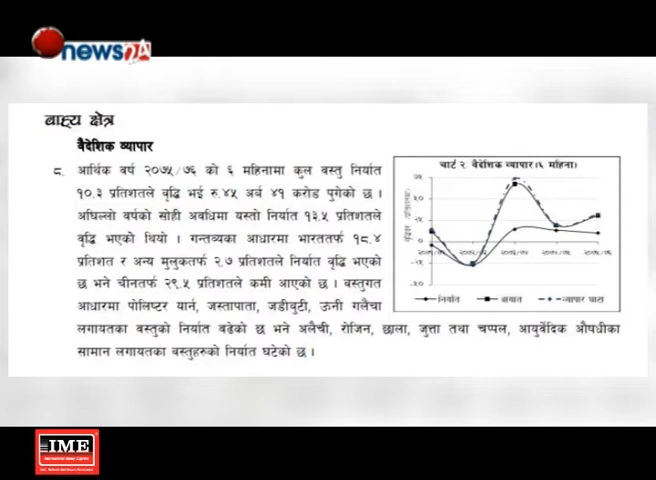 news24
बाह्य क्षेत्र
वैदेशिक व्यापार
८. आर्थिक वर्ष २०७५/७६ को ६ महिनामा कुल वस्तु निर्यात
१०.३ प्रतिशतले वृद्धि भई रु.४५ अर्ब ४१ करोड पुगेको छ ।
अघिल्लो वर्षको सोही अवधिमा यस्तो निर्यात १३.५ प्रतिशतले
वृद्धि भएको थियो । गन्तव्यका आधारमा भारततर्फ १८.४
प्रतिशत र अन्य मुलुकतर्फ २.७ प्रतिशतले निर्यात वृद्धि भएको
छ भने चीनतर्फ २९.५ प्रतिशतले कमी आएको छ । वस्तुगत
आधारमा पोलिष्टर यार्न, जस्तापाता, जडीबुटी, ऊनी गलैचा
लगायतका वस्तुको निर्यात बढेको छ भने अलैची, रोजिन, छाला, जुत्ता तथा चप्पल, आयुर्वेदिक औषधीका
सामान लगायतका वस्तुहरुको निर्यात घटेको छ ।
चार्ट २. वैदेशिक व्यापार (६ महिना)
निर्यात आयात व्यापार घाटा
IME